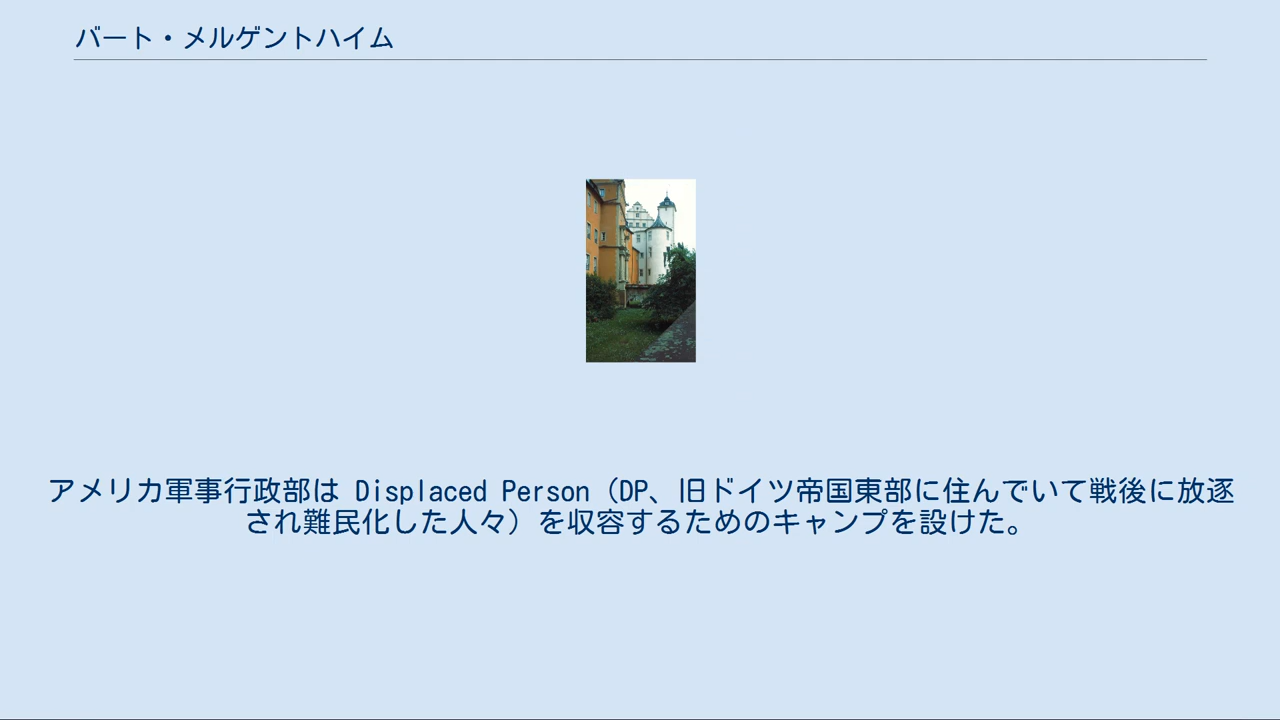 バート・メルゲントハイム
アメリカ軍事行政部は Displaced Person（DP、旧ドイツ帝国東部に住んでいて戦後に放逐
され難民化した人々）を収容するためのキャンプを設けた。